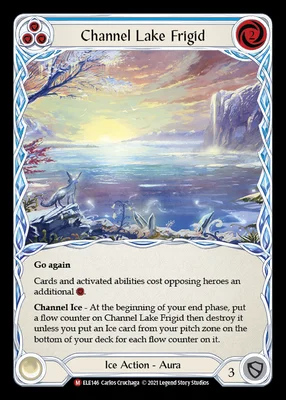 Channel Lake Frigid
Go again
Cards and activated abilities cost opposing heroes an
additional
Channel Ice - At the beginning of your end phase, put
a flow counter on Channel Lake Frigid then destroy it
unless you put an Ice card from your pitch zone on the
bottom of your deck for each flow counter on it.
Ice Action - Aura
3
M ELE146 Carlos Cruchaga © 2021 Legend Story Studios